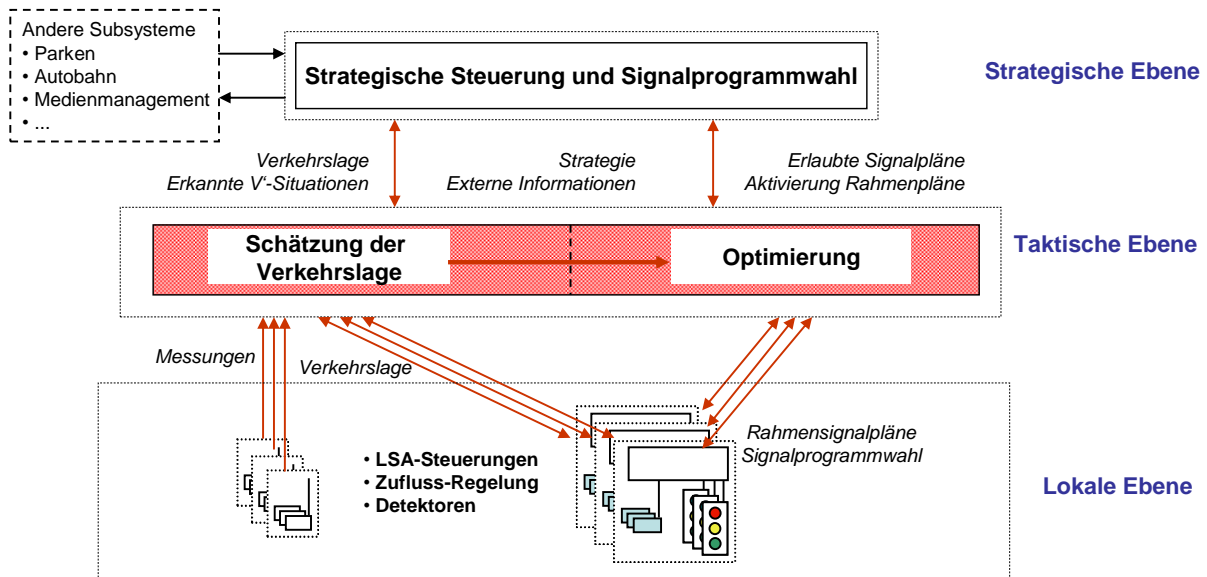 Andere Subsysteme
• Parken
• Autobahn
• Medienmanagement
• ...
Strategische Steuerung und Signalprogrammwahl
Strategische Ebene
Verkehrslage
Erkannte V'-Situationen
Strategie
Externe Informationen
Erlaubte Signalpläne
Aktivierung Rahmenpläne
Schätzung der
Verkehrslage
Optimierung
Taktische Ebene
Messungen
Verkehrslage
• LSA-Steuerungen
• Zufluss-Regelung
• Detektoren
Rahmensignalpläne
Signalprogrammwahl
Lokale Ebene